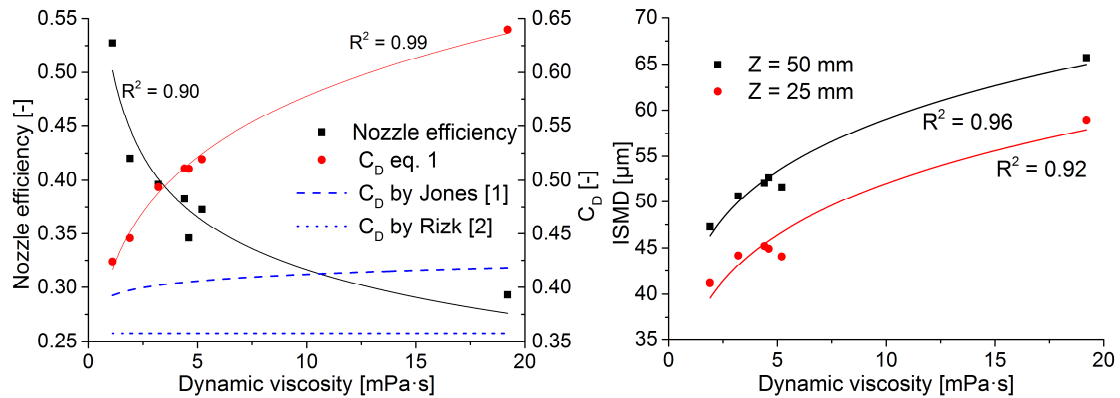 0.55
0.50
0.45
0.40
0.35
0.30
0.25
Nozzle efficiency [-]
0.65
0.60
0.55
0.50
0.45
0.40
0.35
C_D [-]
R² = 0.99
R² = 0.90
Nozzle efficiency
C_D eq. 1
C_D by Jones [1]
C_D by Rizk [2]
0 5 10 15 20
Dynamic viscosity [mPa·s]
70
65
60
55
50
45
40
35
ISMD [µm]
Z = 50 mm
Z = 25 mm
R² = 0.96
R² = 0.92
0 5 10 15 20
Dynamic viscosity [mPa·s]